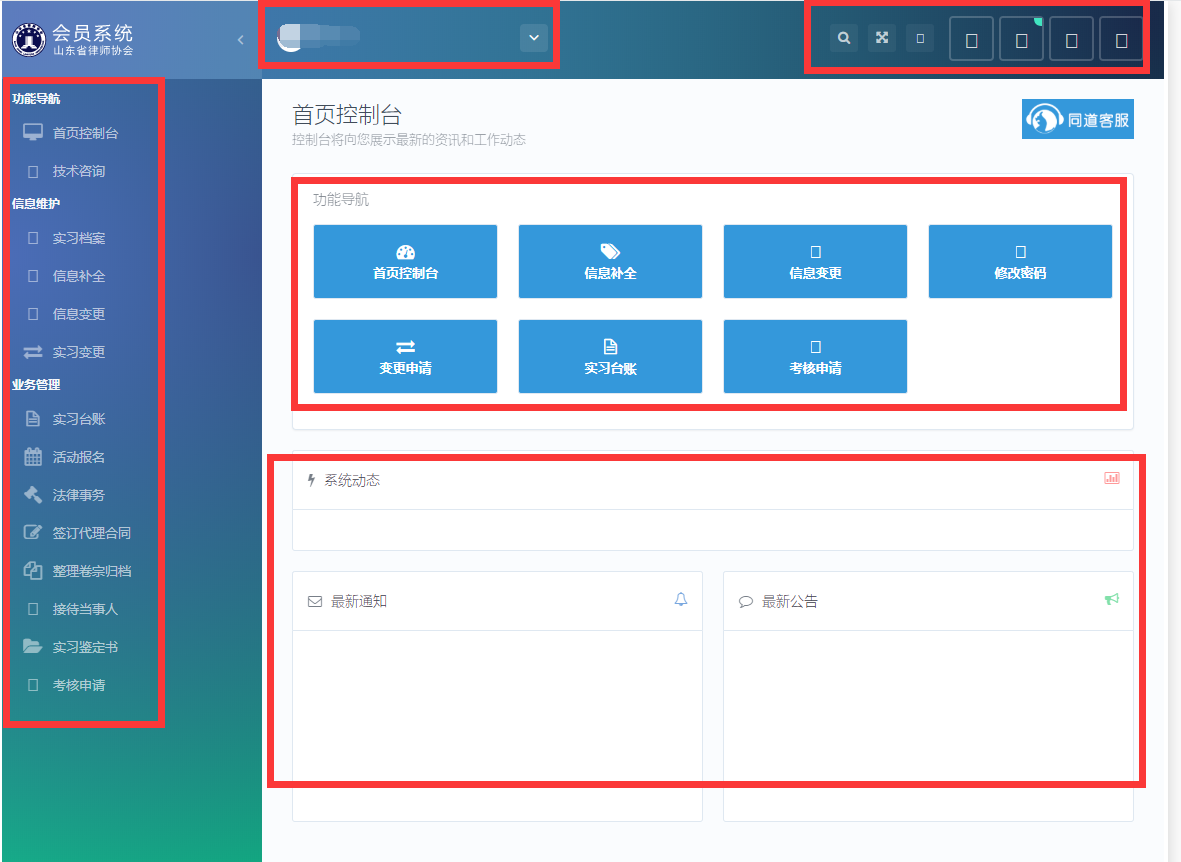 会员系统
山东省律师协会
功能导航
首页控制台
技术咨询
信息维护
实习档案
信息补全
信息变更
实习变更
业务管理
实习台账
活动报名
法律事务
签订代理合同
整理卷宗归档
接待当事人
实习鉴定书
考核申请
首页控制台
控制台将向您展示最新的资讯和工作动态
同道客服
功能导航
首页控制台
信息补全
信息变更
修改密码
变更申请
实习台账
考核申请
系统动态
最新通知
最新公告